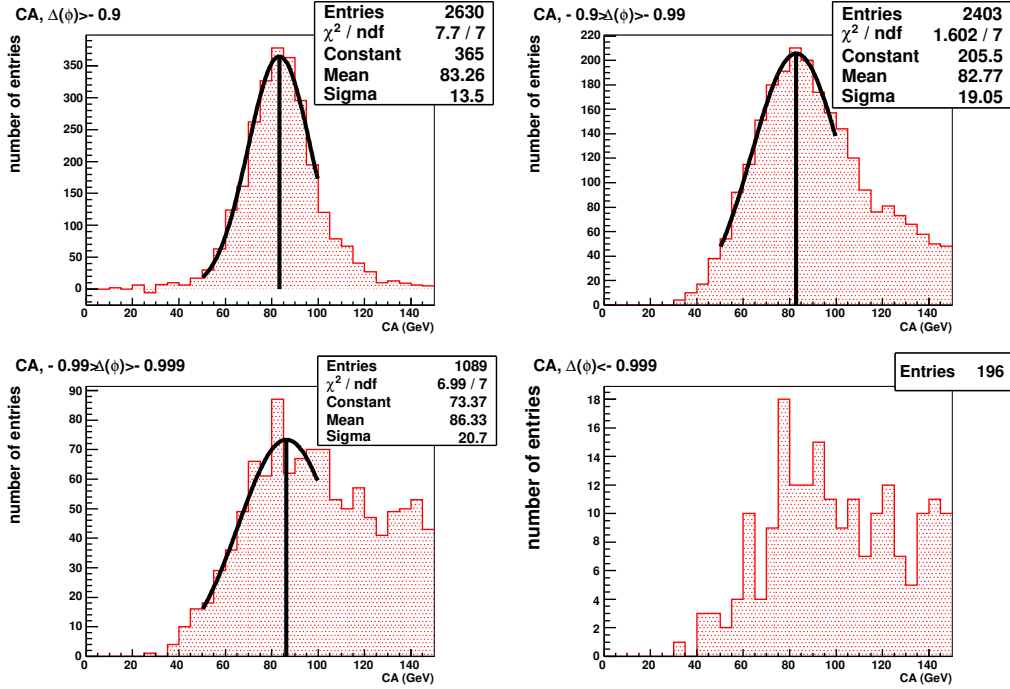 CA, Δ(ϕ)>- 0.9
Entries 2630
χ² / ndf 7.7 / 7
Constant 365
Mean 83.26
Sigma 13.5
number of entries
350
300
250
200
150
100
50
0
0 20 40 60 80 100 120 140
CA (GeV)
CA, - 0.9>Δ(ϕ)>- 0.99
Entries 2403
χ² / ndf 1.602 / 7
Constant 205.5
Mean 82.77
Sigma 19.05
number of entries
220
200
180
160
140
120
100
80
60
40
20
0
0 20 40 60 80 100 120 140
CA (GeV)
CA, - 0.99>Δ(ϕ)>- 0.999
Entries 1089
χ² / ndf 6.99 / 7
Constant 73.37
Mean 86.33
Sigma 20.7
number of entries
90
80
70
60
50
40
30
20
10
0
0 20 40 60 80 100 120 140
CA (GeV)
CA, Δ(ϕ)<- 0.999
Entries 196
number of entries
18
16
14
12
10
8
6
4
2
0
0 20 40 60 80 100 120 140
CA (GeV)